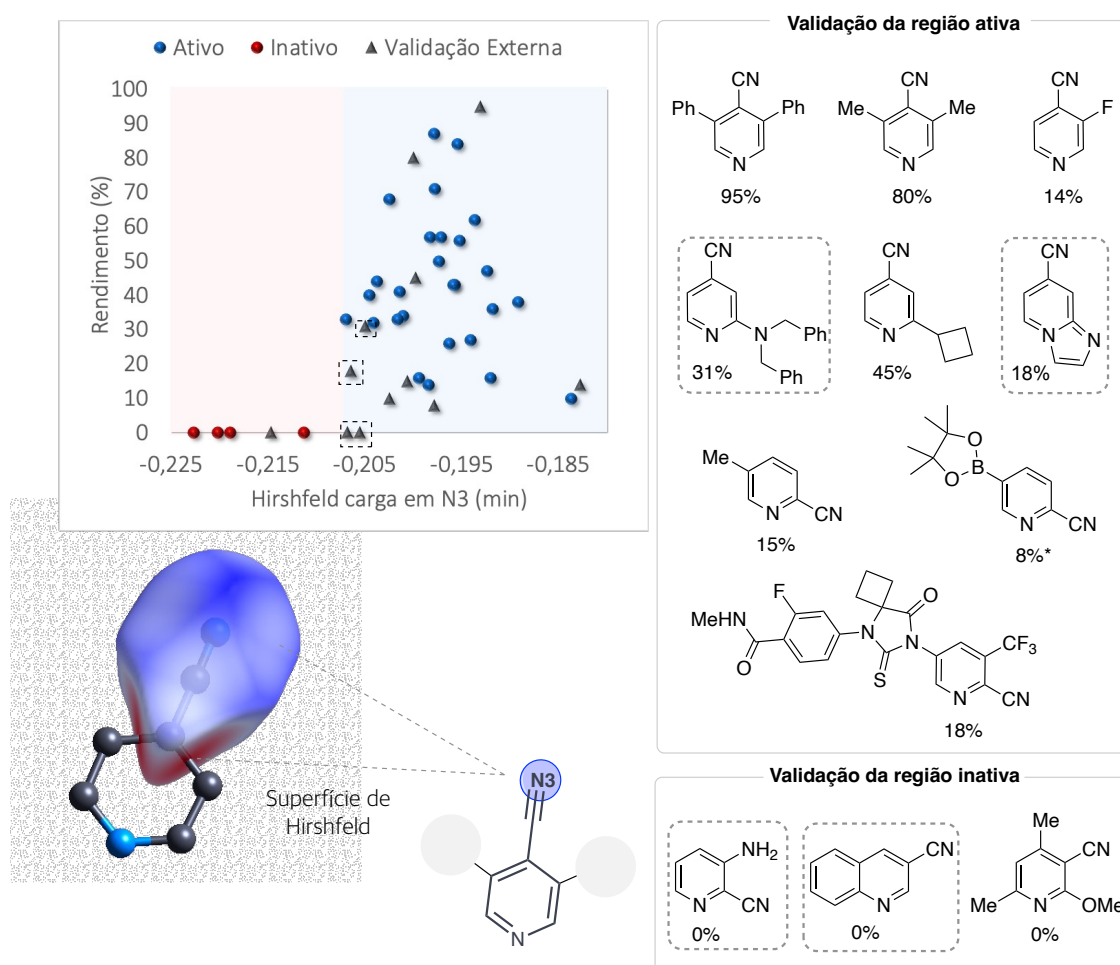 Ativo Inativo Validação Externa
Rendimento (%)
100
90
80
70
60
50
40
30
20
10
0
-0,225 -0,215 -0,205 -0,195 -0,185
Hirshfeld carga em N3 (min)
Superfície de
Hirshfeld
N3
N
Validação da região ativa
CN CN CN
Ph Ph Me Me F
N N N
95% 80% 14%
CN CN CN
N N Ph N N N
Ph
31% 45% 18%
Me N CN
15%
O B O N CN
8%*
F O
MeHN N N CF3
O S N CN
18%
Validação da região inativa
NH2 CN Me CN
N CN N Me N OMe
0% 0% 0%